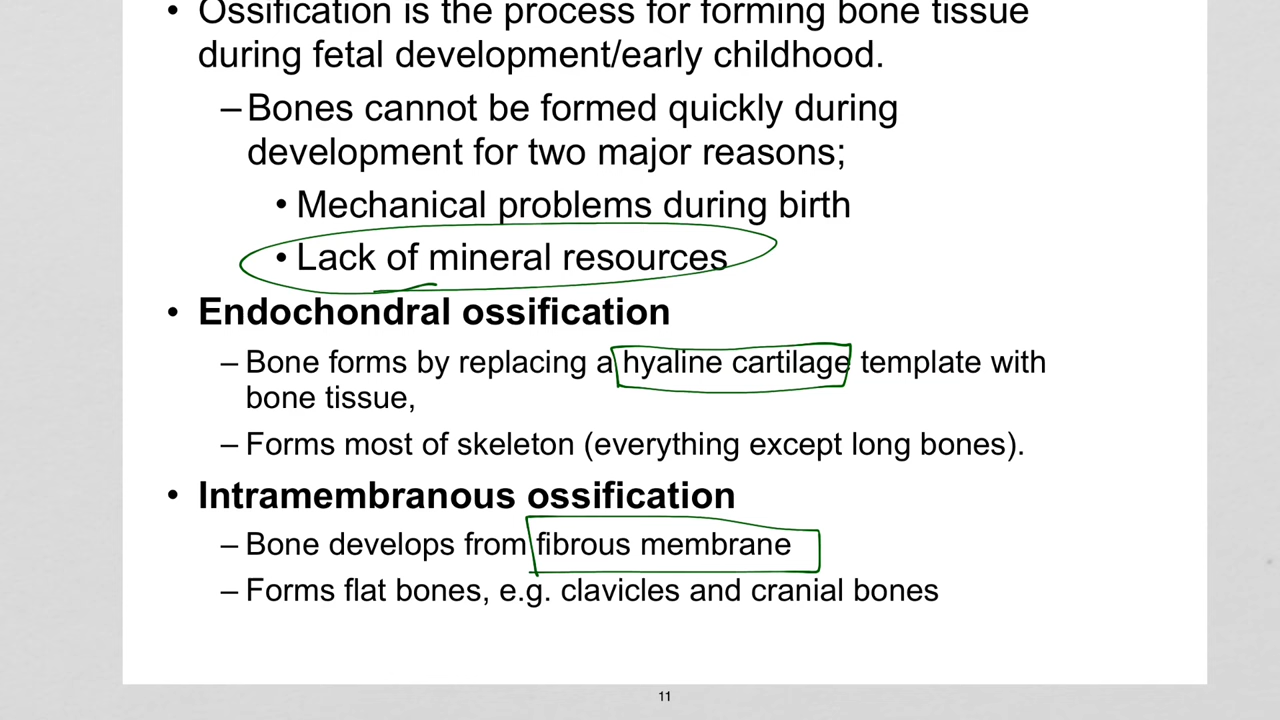 • Ossification is the process for forming bone tissue
during fetal development/early childhood.
– Bones cannot be formed quickly during
development for two major reasons;
• Mechanical problems during birth
• Lack of mineral resources
• Endochondral ossification
– Bone forms by replacing a hyaline cartilage template with
bone tissue,
– Forms most of skeleton (everything except long bones).
• Intramembranous ossification
– Bone develops from fibrous membrane
– Forms flat bones, e.g. clavicles and cranial bones
11